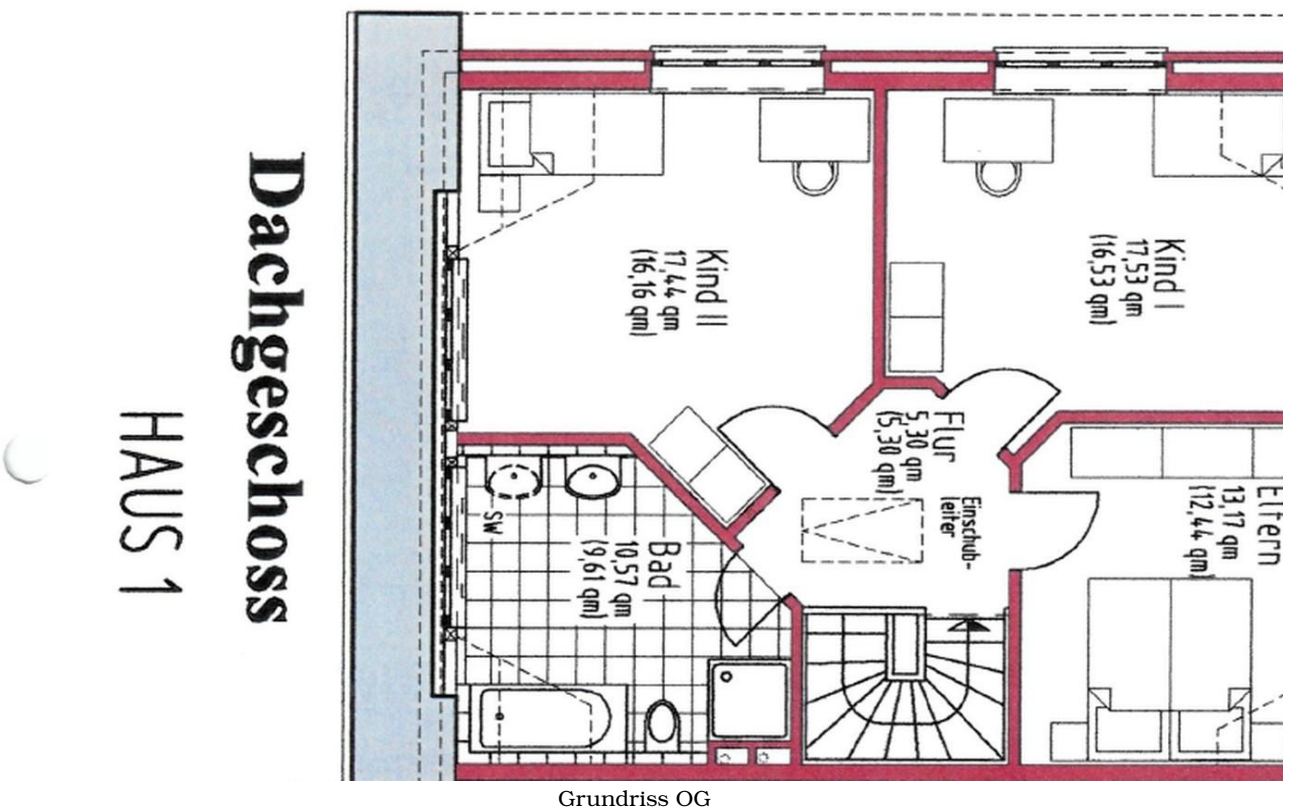 Dachgeschoss
HAUS 1
Kind II
17,44 qm
(16,16 qm)
Kind I
17,53 qm
(16,53 qm)
Flur
5,30 qm
(5,30 qm)
Einschub-
leiter
Eltern
13,17 qm
(12,44 qm)
SW
Bad
10,57 qm
(9,61 qm)
Grundriss OG